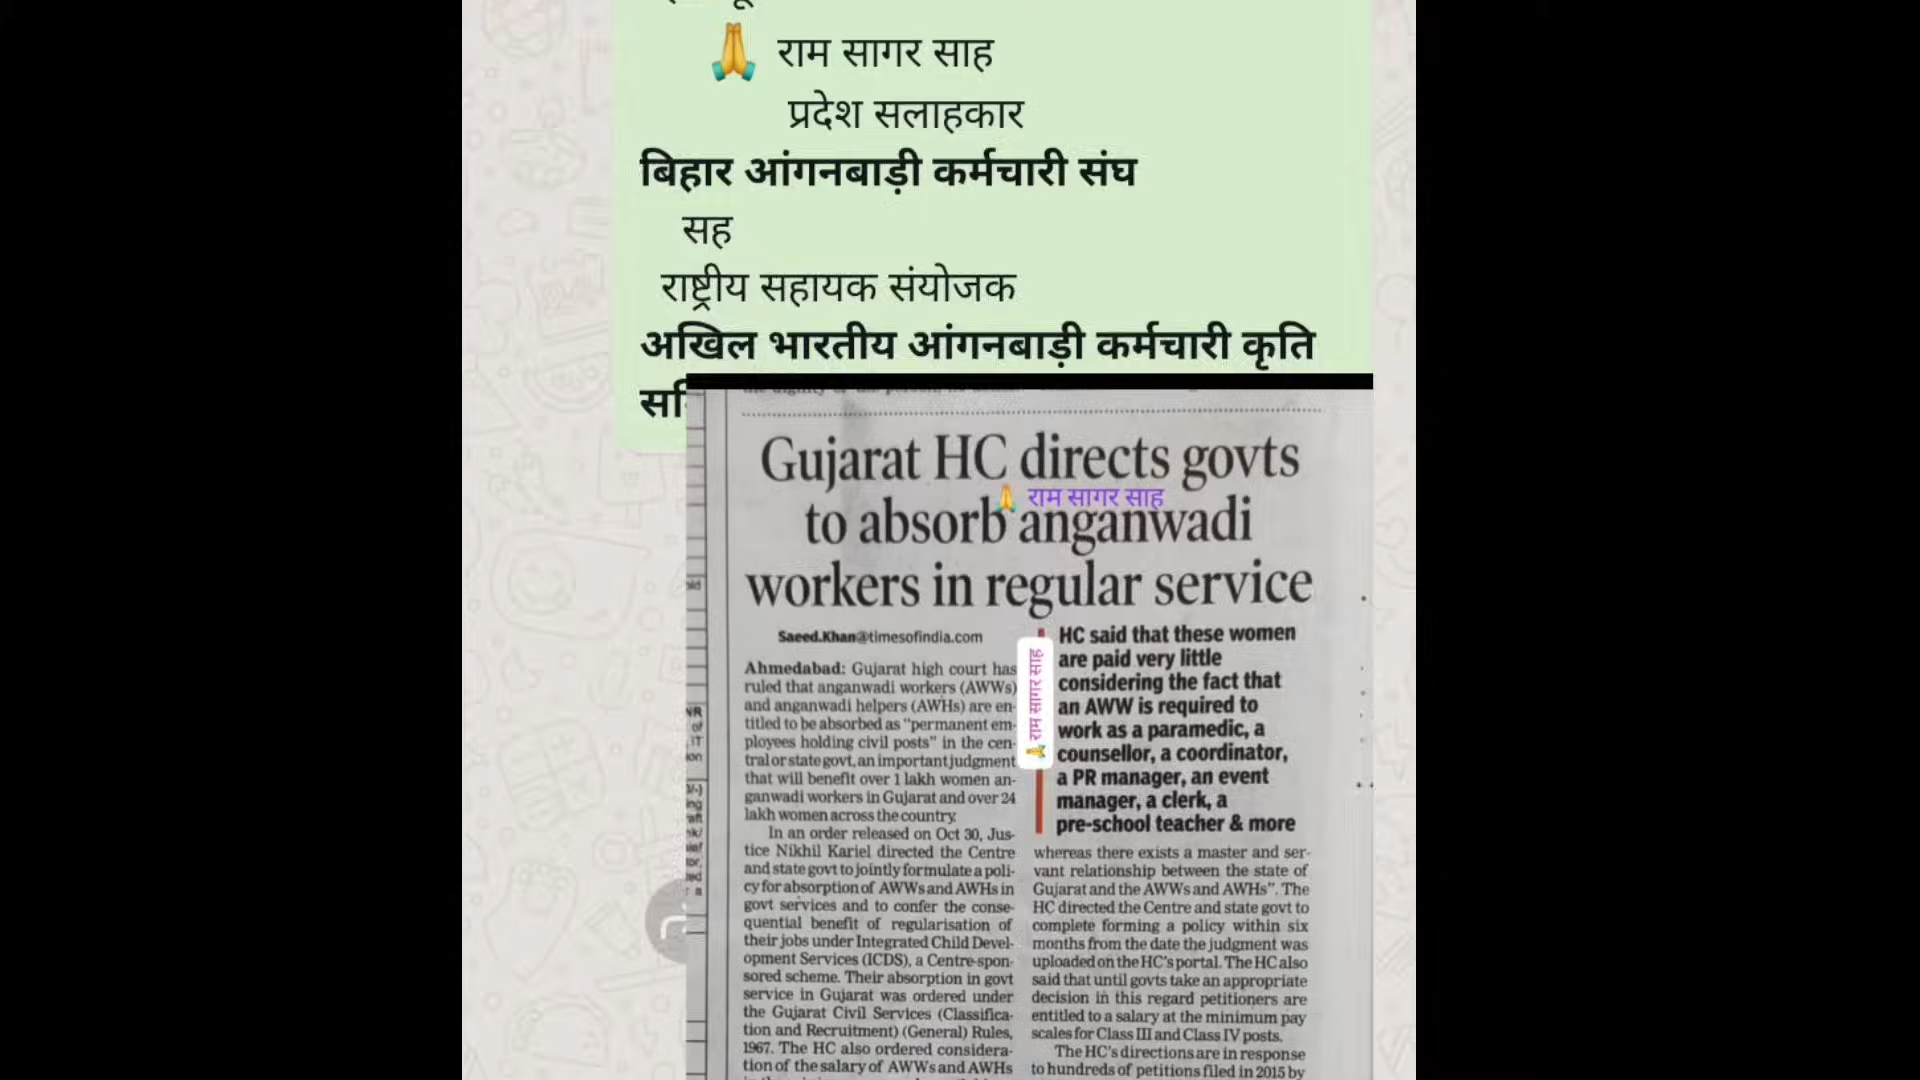 🙏 राम सागर साह
प्रदेश सलाहकार
बिहार आंगनबाड़ी कर्मचारी संघ
सह
राष्ट्रीय सहायक संयोजक
अखिल भारतीय आंगनबाड़ी कर्मचारी कृति
Gujarat HC directs govts
🙏 राम सागर साह
to absorb anganwadi
workers in regular service
Saeed.Khan@timesofindia.com
Ahmedabad: Gujarat high court has
ruled that anganwadi workers (AWWs)
and anganwadi helpers (AWHs) are en-
titled to be absorbed as "permanent em-
ployees holding civil posts" in the cen-
tral or state govt, an important judgment
that will benefit over 1 lakh women an-
ganwadi workers in Gujarat and over 24
lakh women across the country.
In an order released on Oct 30, Jus-
tice Nikhil Kariel directed the Centre
and state govt to jointly formulate a poli-
cy for absorption of AWWs and AWHs in
govt services and to confer the conse-
quential benefit of regularisation of
their jobs under Integrated Child Devel-
opment Services (ICDS), a Centre-spon-
sored scheme. Their absorption in govt
service in Gujarat was ordered under
the Gujarat Civil Services (Classifica-
tion and Recruitment) (General) Rules,
1967. The HC also ordered considera-
tion of the salary of AWWs and AWHs
🙏 राम सागर साह
HC said that these women
are paid very little
considering the fact that
an AWW is required to
work as a paramedic, a
counsellor, a coordinator,
a PR manager, an event
manager, a clerk, a
pre-school teacher & more
whereas there exists a master and ser-
vant relationship between the state of
Gujarat and the AWWs and AWHs". The
HC directed the Centre and state govt to
complete forming a policy within six
months from the date the judgment was
uploaded on the HC's portal. The HC also
said that until govts take an appropriate
decision in this regard petitioners are
entitled to a salary at the minimum pay
scales for Class III and Class IV posts.
The HC's directions are in response
to hundreds of petitions filed in 2015 by